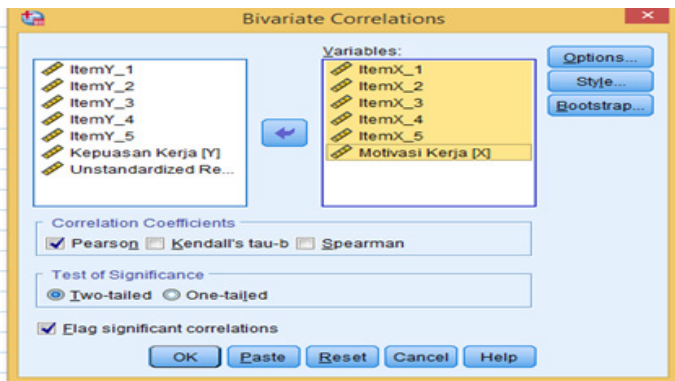 Bivariate Correlations
Variables:
ItemY_1
ItemY_2
ItemY_3
ItemY_4
ItemY_5
Kepuasan Kerja [Y]
Unstandardized Re...
ItemX_1
ItemX_2
ItemX_3
ItemX_4
ItemX_5
Motivasi Kerja [X]
Options...
Style...
Bootstrap...
Correlation Coefficients
Pearson Kendall's tau-b Spearman
Test of Significance
Two-tailed One-tailed
Flag significant correlations
OK Paste Reset Cancel Help